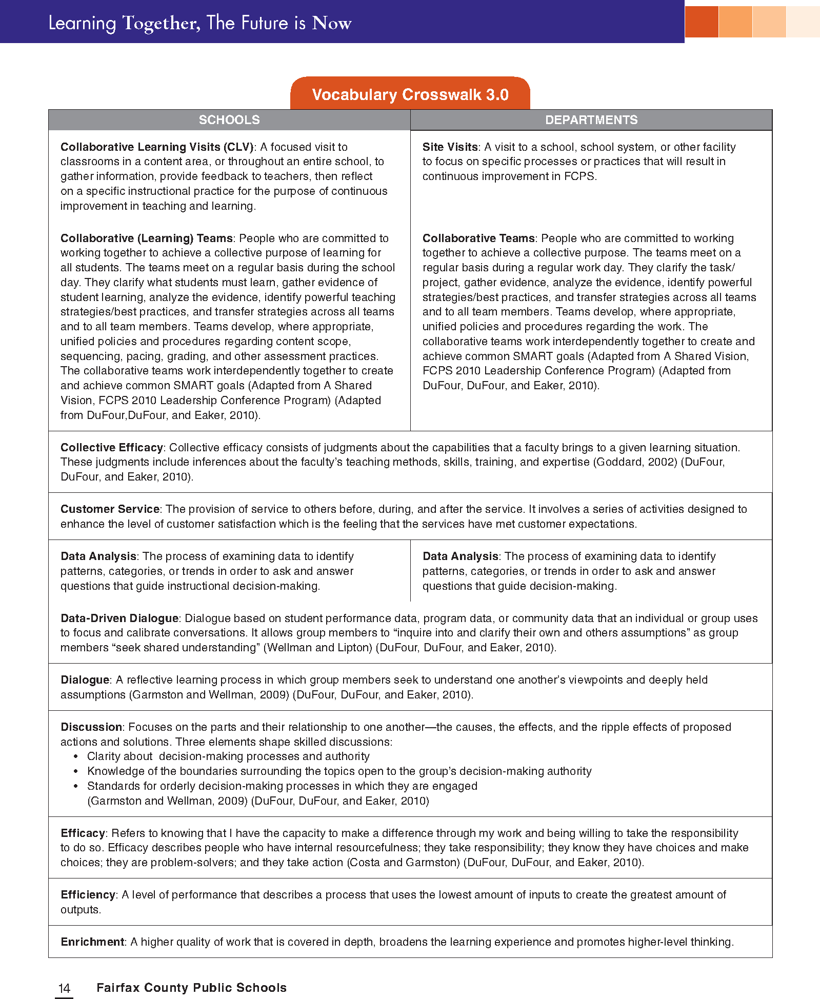 Learning Together, The Future is Now
Vocabulary Crosswalk 3.0
SCHOOLS
DEPARTMENTS
Collaborative Learning Visits (CLV): A focused visit to
classrooms in a content area, or throughout an entire school, to
gather information, provide feedback to teachers, then reflect
on a specific instructional practice for the purpose of continuous
improvement in teaching and learning.
Site Visits: A visit to a school, school system, or other facility
to focus on specific processes or practices that will result in
continuous improvement in FCPS.
Collaborative (Learning) Teams: People who are committed to
working together to achieve a collective purpose of learning for
all students. The teams meet on a regular basis during the school
day. They clarify what students must learn, gather evidence of
student learning, analyze the evidence, identify powerful teaching
strategies/best practices, and transfer strategies across all teams
and to all team members. Teams develop, where appropriate,
unified policies and procedures regarding content scope,
sequencing, pacing, grading, and other assessment practices.
The collaborative teams work interdependently together to create
and achieve common SMART goals (Adapted from A Shared
Vision, FCPS 2010 Leadership Conference Program) (Adapted
from DuFour,DuFour, and Eaker, 2010).
Collaborative Teams: People who are committed to working
together to achieve a collective purpose. The teams meet on a
regular basis during a regular work day. They clarify the task/
project, gather evidence, analyze the evidence, identify powerful
strategies/best practices, and transfer strategies across all teams
and to all team members. Teams develop, where appropriate,
unified policies and procedures regarding the work. The
collaborative teams work interdependently together to create and
achieve common SMART goals (Adapted from A Shared Vision,
FCPS 2010 Leadership Conference Program) (Adapted from
DuFour, DuFour, and Eaker, 2010).
Collective Efficacy: Collective efficacy consists of judgments about the capabilities that a faculty brings to a given learning situation.
These judgments include inferences about the faculty's teaching methods, skills, training, and expertise (Goddard, 2002) (DuFour,
DuFour, and Eaker, 2010).
Customer Service: The provision of service to others before, during, and after the service. It involves a series of activities designed to
enhance the level of customer satisfaction which is the feeling that the services have met customer expectations.
Data Analysis: The process of examining data to identify
patterns, categories, or trends in order to ask and answer
questions that guide instructional decision-making.
Data Analysis: The process of examining data to identify
patterns, categories, or trends in order to ask and answer
questions that guide decision-making.
Data-Driven Dialogue: Dialogue based on student performance data, program data, or community data that an individual or group uses
to focus and calibrate conversations. It allows group members to “inquire into and clarify their own and others assumptions” as group
members “seek shared understanding” (Wellman and Lipton) (DuFour, DuFour, and Eaker, 2010).
Dialogue: A reflective learning process in which group members seek to understand one another’s viewpoints and deeply held
assumptions (Garmston and Wellman, 2009) (DuFour, DuFour, and Eaker, 2010).
Discussion: Focuses on the parts and their relationship to one another—the causes, the effects, and the ripple effects of proposed
actions and solutions. Three elements shape skilled discussions:
• Clarity about decision-making processes and authority
• Knowledge of the boundaries surrounding the topics open to the group’s decision-making authority
• Standards for orderly decision-making processes in which they are engaged
(Garmston and Wellman, 2009) (DuFour, DuFour, and Eaker, 2010)
Efficacy: Refers to knowing that I have the capacity to make a difference through my work and being willing to take the responsibility
to do so. Efficacy describes people who have internal resourcefulness; they take responsibility; they know they have choices and make
choices; they are problem-solvers; and they take action (Costa and Garmston) (DuFour, DuFour, and Eaker, 2010).
Efficiency: A level of performance that describes a process that uses the lowest amount of inputs to create the greatest amount of
outputs.
Enrichment: A higher quality of work that is covered in depth, broadens the learning experience and promotes higher-level thinking.
14 Fairfax County Public Schools